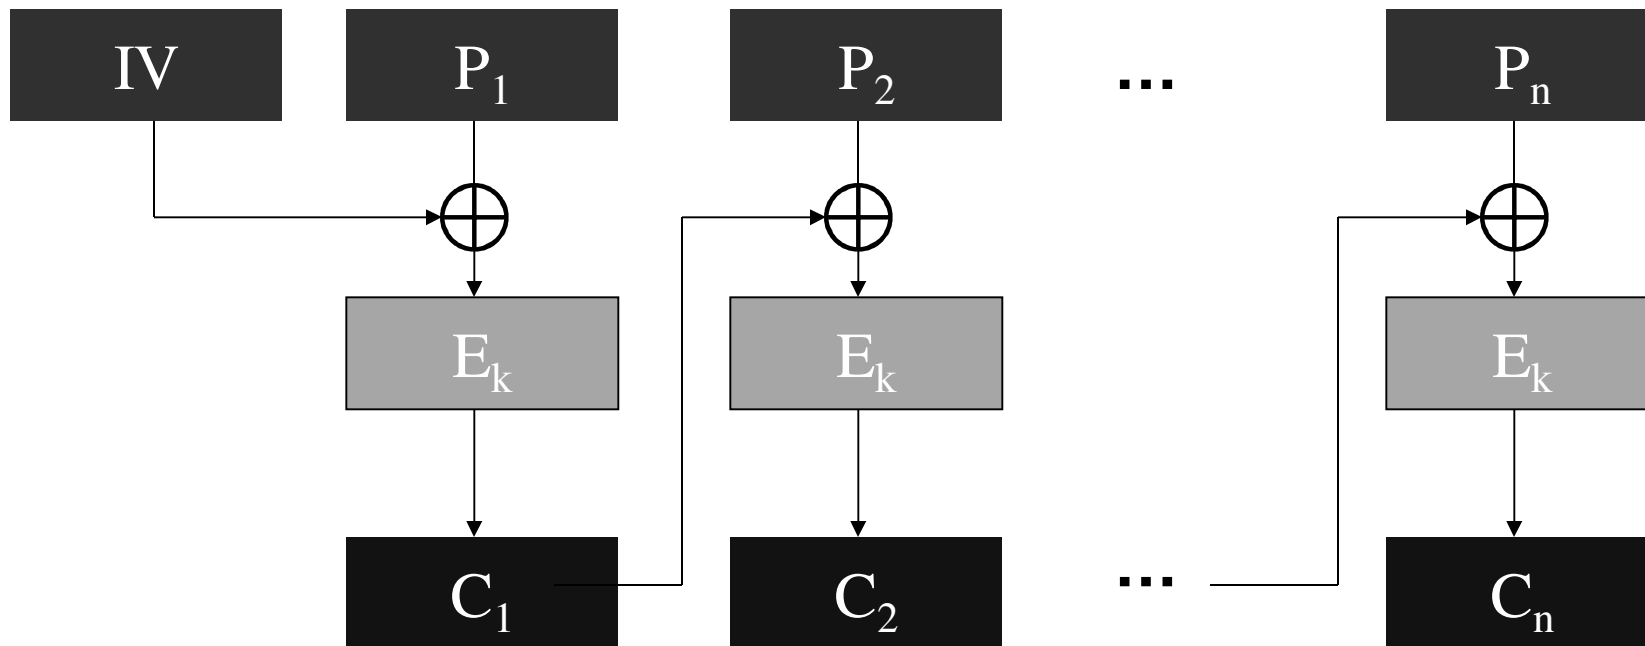 IV P₁ P₂ ... Pₙ
Eₖ Eₖ Eₖ
C₁ C₂ ... Cₙ